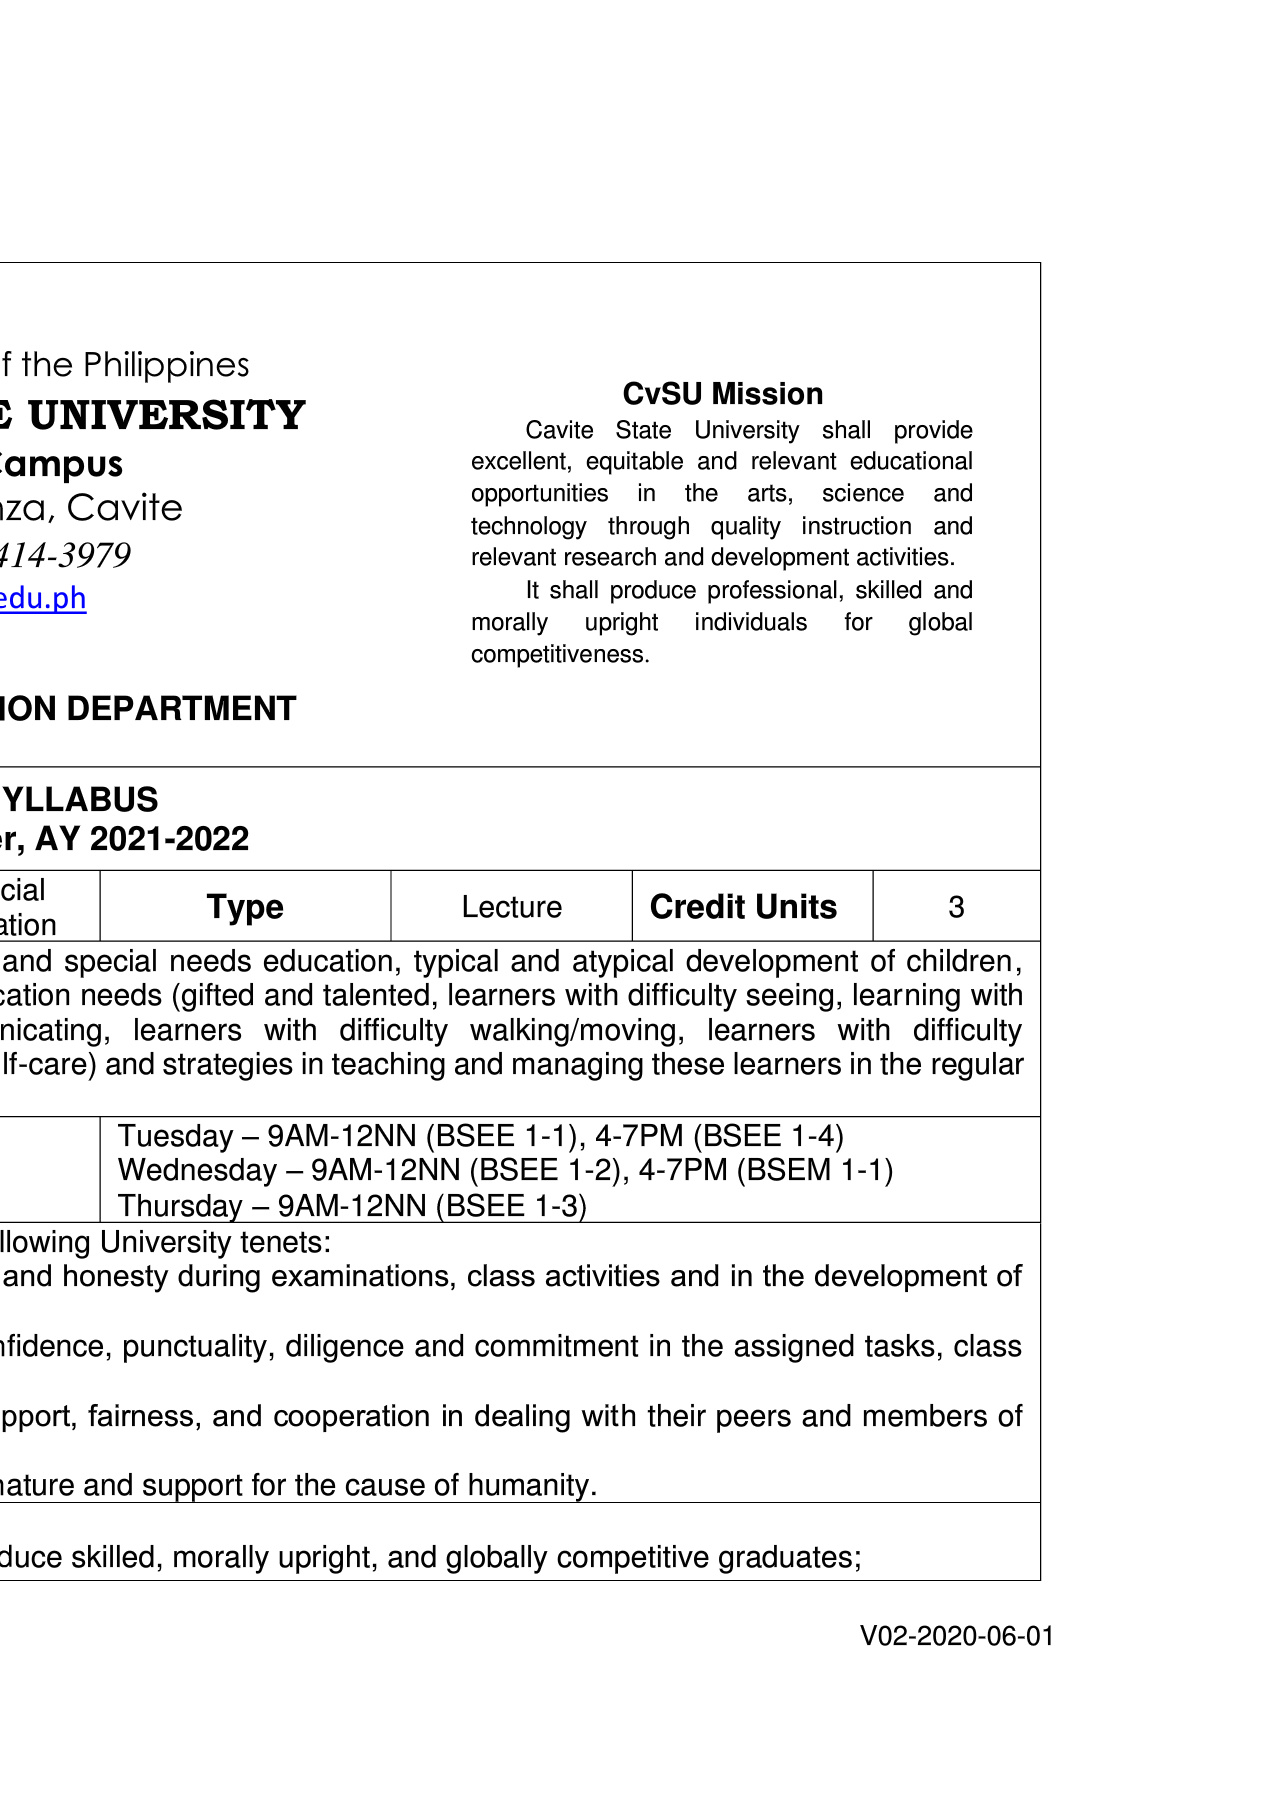 f the Philippines
E UNIVERSITY
Campus
nza, Cavite
414-3979
edu.ph
ION DEPARTMENT
CvSU Mission
Cavite State University shall provide
excellent, equitable and relevant educational
opportunities in the arts, science and
technology through quality instruction and
relevant research and development activities.
It shall produce professional, skilled and
morally upright individuals for global
competitiveness.
YLLABUS
er, AY 2021-2022
cial
ation
Type
Lecture
Credit Units
3
and special needs education, typical and atypical development of children,
cation needs (gifted and talented, learners with difficulty seeing, learning with
nicating, learners with difficulty walking/moving, learners with difficulty
lf-care) and strategies in teaching and managing these learners in the regular
Tuesday – 9AM-12NN (BSEE 1-1), 4-7PM (BSEE 1-4)
Wednesday – 9AM-12NN (BSEE 1-2), 4-7PM (BSEM 1-1)
Thursday – 9AM-12NN (BSEE 1-3)
llowing University tenets:
and honesty during examinations, class activities and in the development of
nfidence, punctuality, diligence and commitment in the assigned tasks, class
pport, fairness, and cooperation in dealing with their peers and members of
nature and support for the cause of humanity.
duce skilled, morally upright, and globally competitive graduates;
V02-2020-06-01